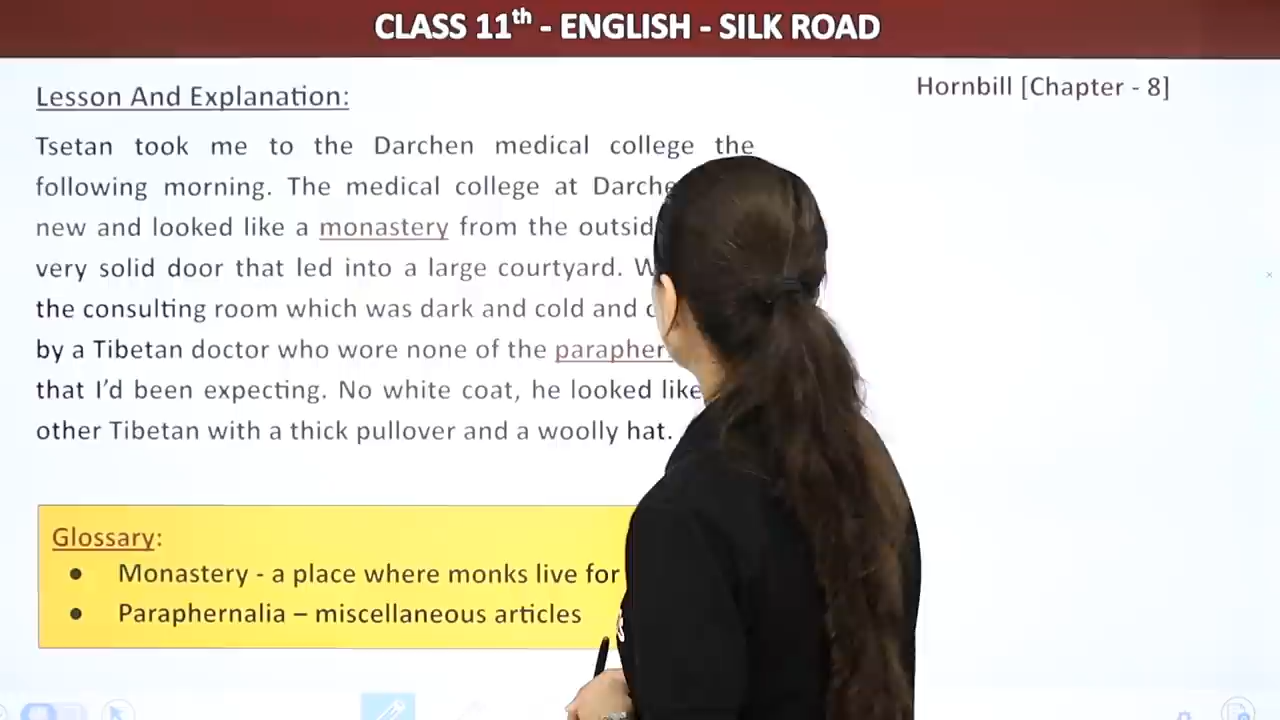 CLASS 11th - ENGLISH - SILK ROAD
Hornbill [Chapter - 8]
Lesson And Explanation:
Tsetan took me to the Darchen medical college the
following morning. The medical college at
new and looked like a monastery from the
very solid door that led into a large courtyard.
the consulting room which was dark and cold and
by a Tibetan doctor who wore none of the
that I'd been expecting. No white coat, he looked like
other Tibetan with a thick pullover and a woolly hat.
Glossary:
● Monastery - a place where monks live for
● Paraphernalia – miscellaneous articles